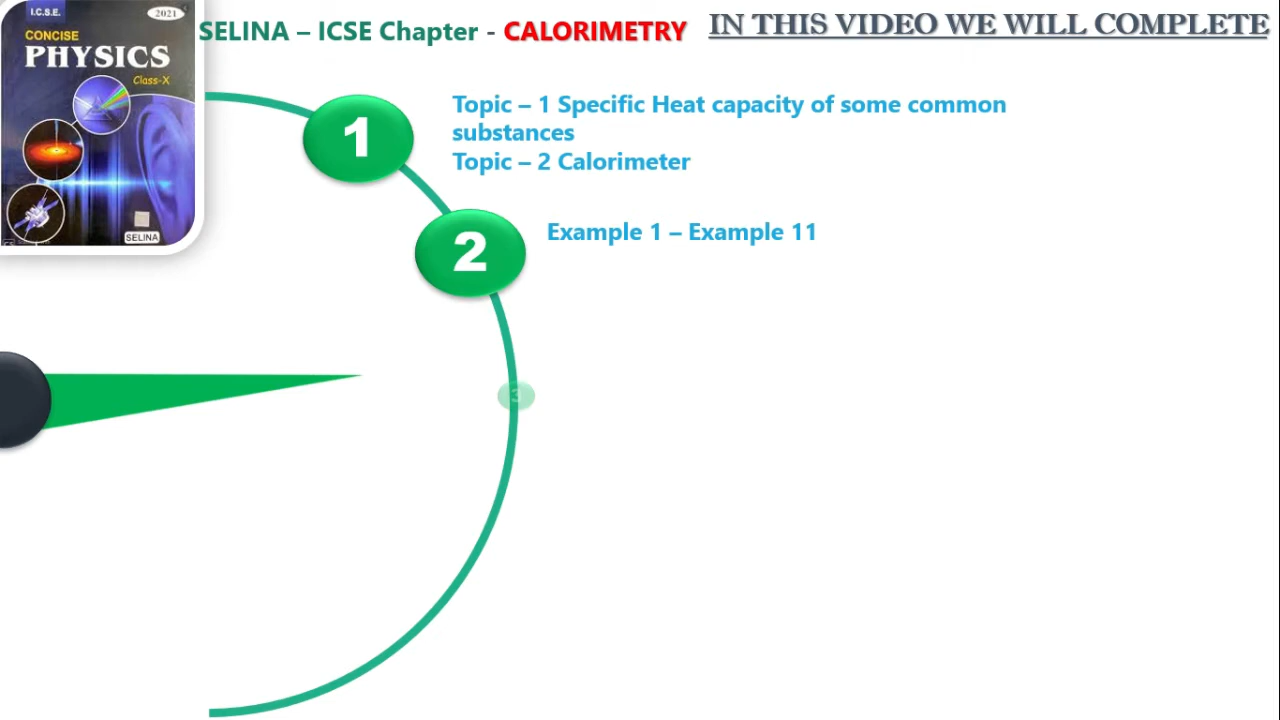 I.C.S.E.
2021
CONCISE
PHYSICS
Class-X
SELINA
SELINA – ICSE Chapter - CALORIMETRY
IN THIS VIDEO WE WILL COMPLETE
1
Topic – 1 Specific Heat capacity of some common
substances
Topic – 2 Calorimeter
2
Example 1 – Example 11
3